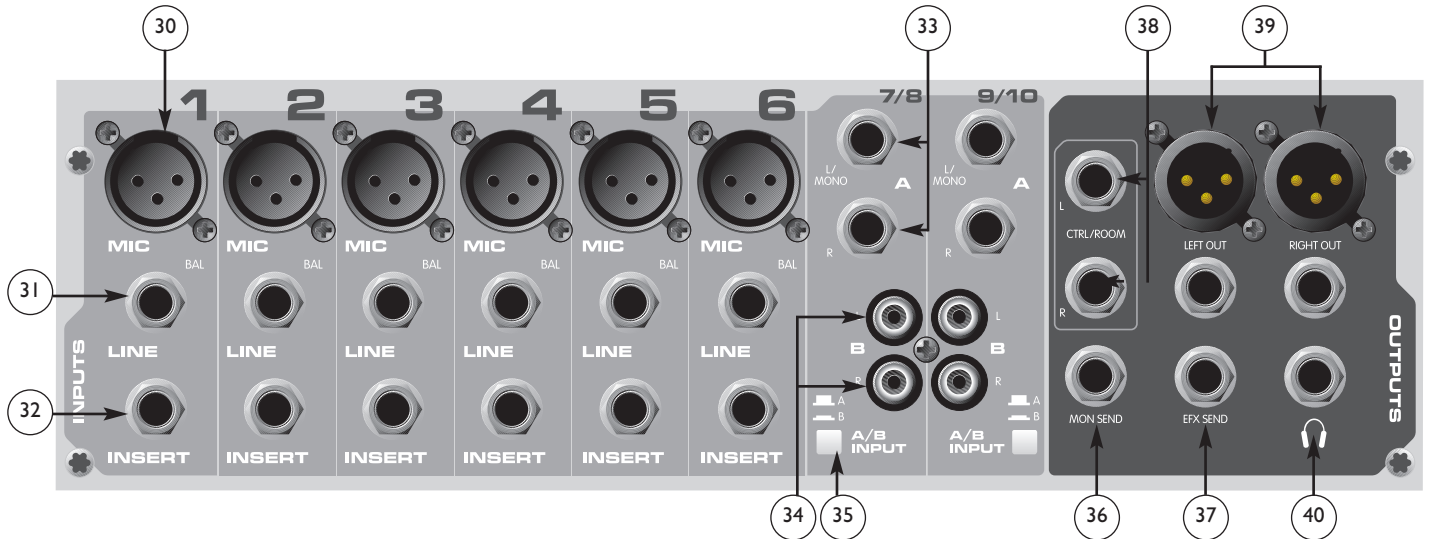 30 33 38 39
1 2 3 4 5 6 7/8 9/10
L/ MONO A L/ MONO A
L
MIC MIC MIC MIC MIC MIC R R CTRL/ROOM LEFT OUT RIGHT OUT
BAL BAL BAL BAL BAL BAL
31
R
L
B B
LINE LINE LINE LINE LINE LINE
R R
INPUTS
OUTPUTS
32
A A
B B
MON SEND EFX SEND
A/B INPUT A/B INPUT
INSERT INSERT INSERT INSERT INSERT INSERT
34 35 36 37 40